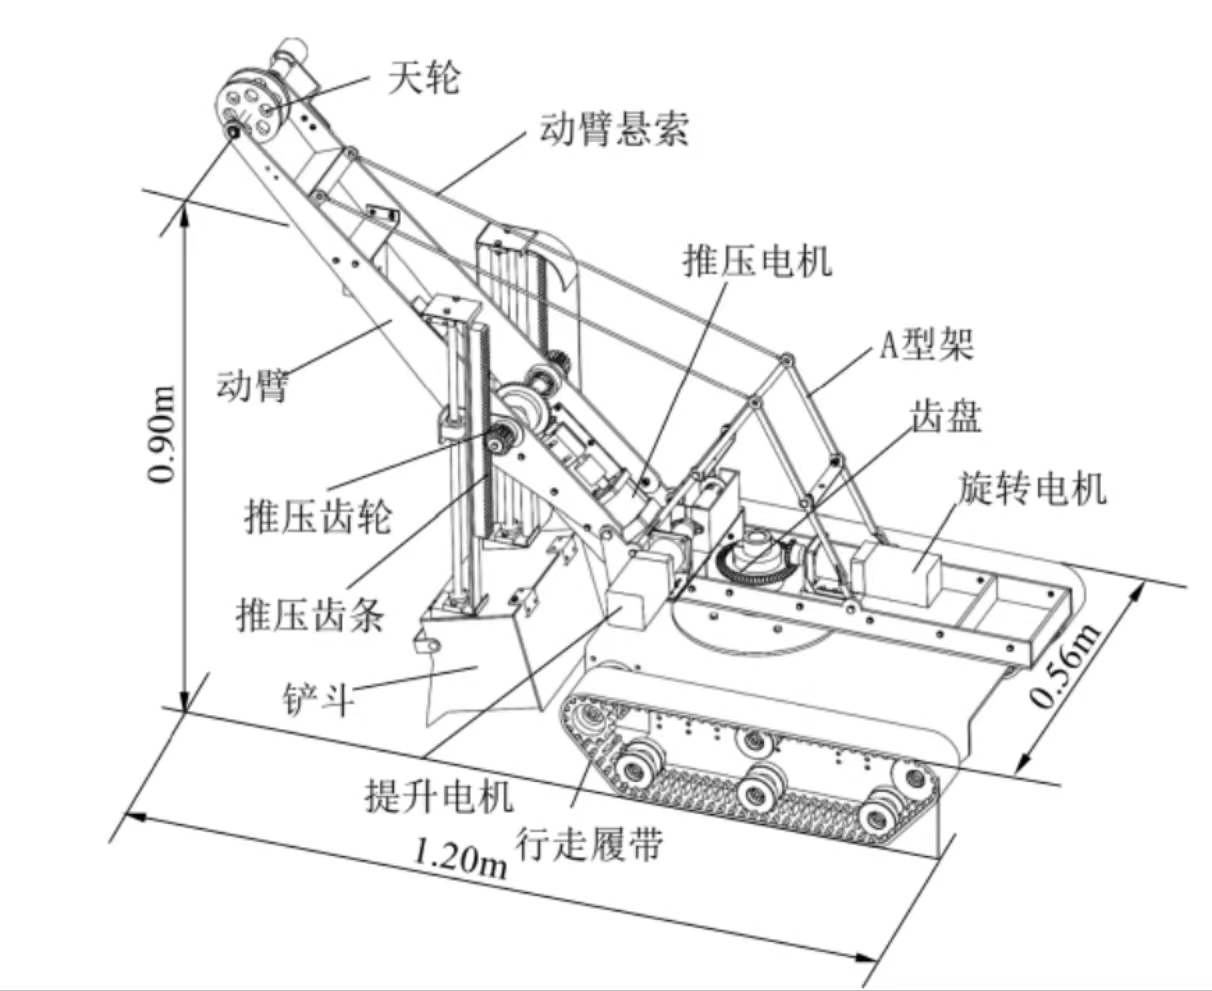 天轮
动臂悬索
推压电机
A型架
动臂
齿盘
0.90m
旋转电机
推压齿轮
推压齿条
0.56m
铲斗
提升电机
行走履带
1.20m